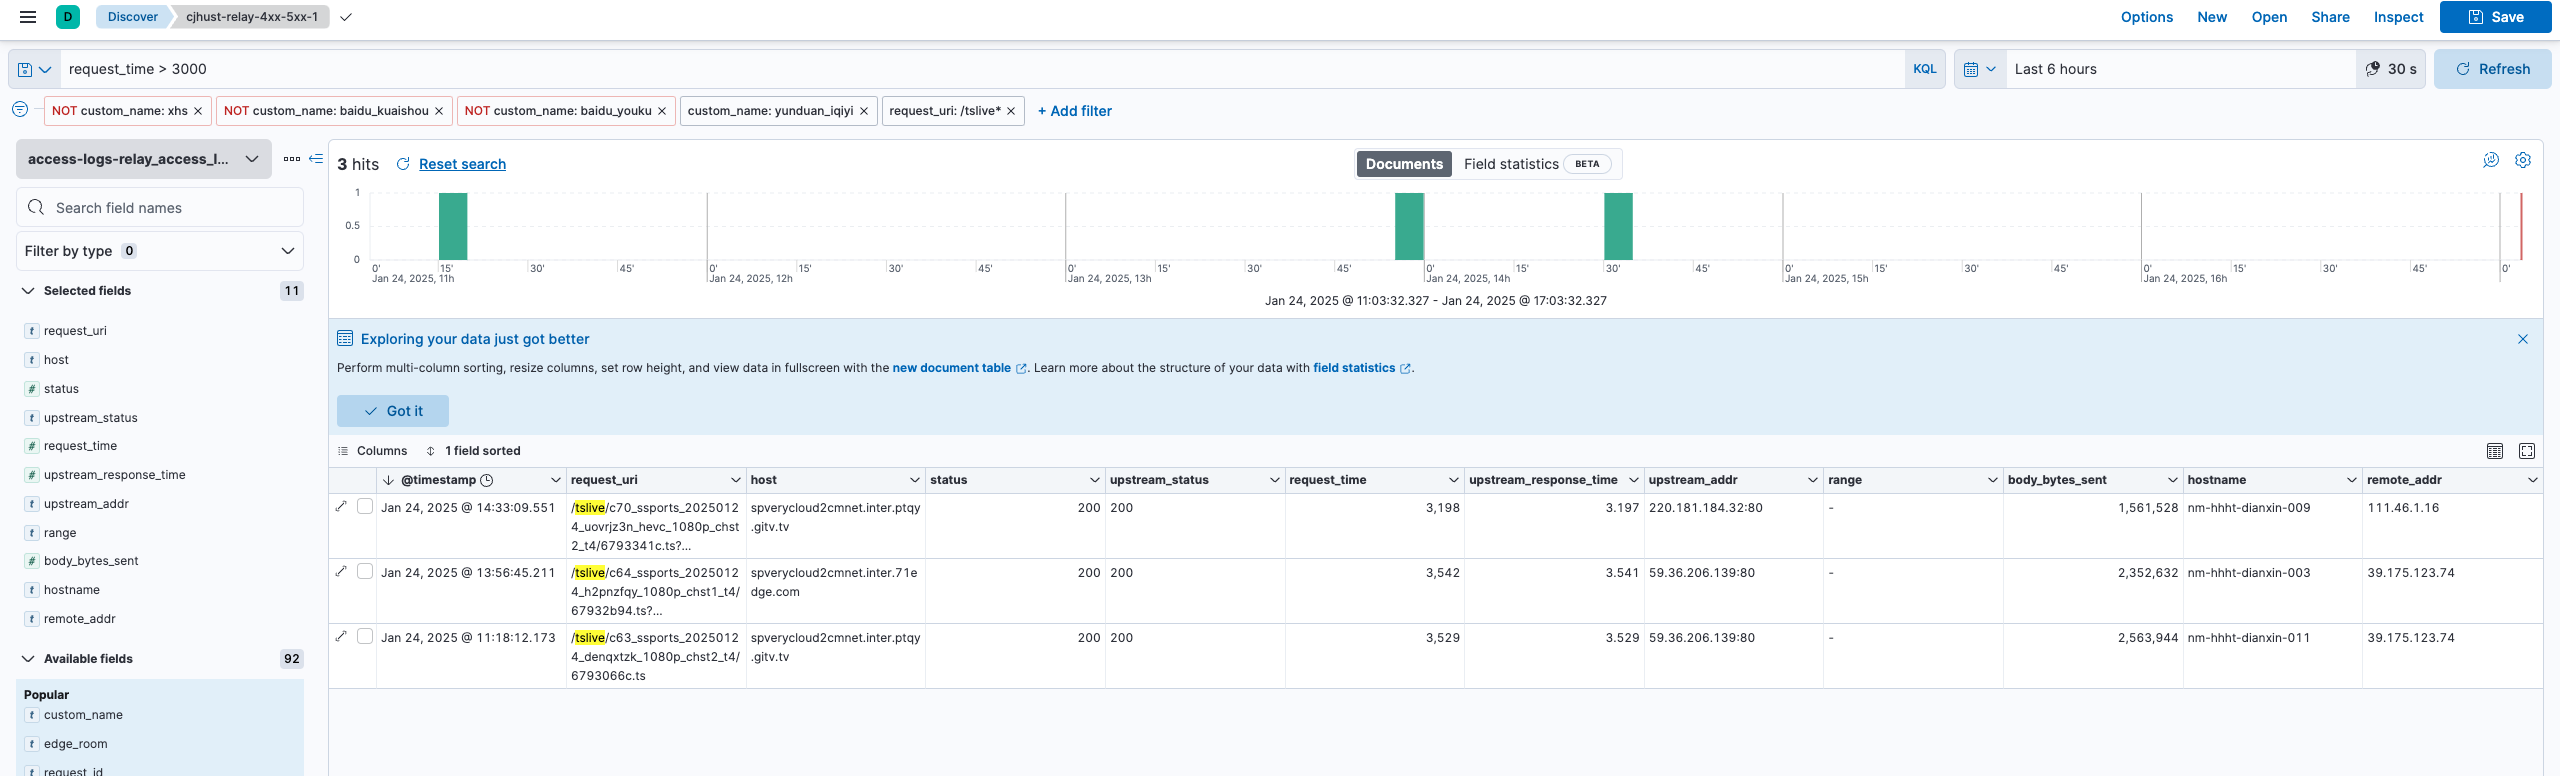 D Discover cjhust-relay-4xx-5xx-1 Options New Open Share Inspect Save
request_time > 3000 KQL Last 6 hours 30 s Refresh
NOT custom_name: xhs × NOT custom_name: baidu_kuaishou × NOT custom_name: baidu_youku × custom_name: yunduan_iqiyi × request_uri: /tslive* × + Add filter
access-logs-relay_access_l...
Search field names
Filter by type 0
Selected fields 11
request_uri
host
status
upstream_status
request_time
upstream_response_time
upstream_addr
range
body_bytes_sent
hostname
remote_addr
Available fields 92
Popular
custom_name
edge_room
request_id
3 hits Reset search Documents Field statistics BETA
1
0.5
0
0' 15' 30' 45' 0' 15' 30' 45' 0' 15' 30' 45' 0' 15' 30' 45' 0' 15' 30' 45' 0' 15' 30' 45' 0'
Jan 24, 2025, 11h Jan 24, 2025, 12h Jan 24, 2025, 13h Jan 24, 2025, 14h Jan 24, 2025, 15h Jan 24, 2025, 16h
Jan 24, 2025 @ 11:03:32.327 - Jan 24, 2025 @ 17:03:32.327
Exploring your data just got better
Perform multi-column sorting, resize columns, set row height, and view data in fullscreen with the new document table. Learn more about the structure of your data with field statistics.
Got it
Columns 1 field sorted
@timestamp request_uri host status upstream_status request_time upstream_response_time upstream_addr range body_bytes_sent hostname remote_addr
Jan 24, 2025 @ 14:33:09.551 /tslive/c70_ssports_2025012 spverycloud2cmnet.inter.ptqy 200 200 3,198 3.197 220.181.184.32:80 - 1,561,528 nm-hhht-dianxin-009 111.46.1.16
4_uovrjz3n_hevc_1080p_chst .gitv.tv
2_t4/6793341c.ts?...
Jan 24, 2025 @ 13:56:45.211 /tslive/c64_ssports_2025012 spverycloud2cmnet.inter.71e 200 200 3,542 3.541 59.36.206.139:80 - 2,352,632 nm-hhht-dianxin-003 39.175.123.74
4_h2pnzfqy_1080p_chst1_t4/ dge.com
67932b94.ts?...
Jan 24, 2025 @ 11:18:12.173 /tslive/c63_ssports_2025012 spverycloud2cmnet.inter.ptqy 200 200 3,529 3.529 59.36.206.139:80 - 2,563,944 nm-hhht-dianxin-011 39.175.123.74
4_denqxtzk_1080p_chst2_t4/ .gitv.tv
6793066c.ts